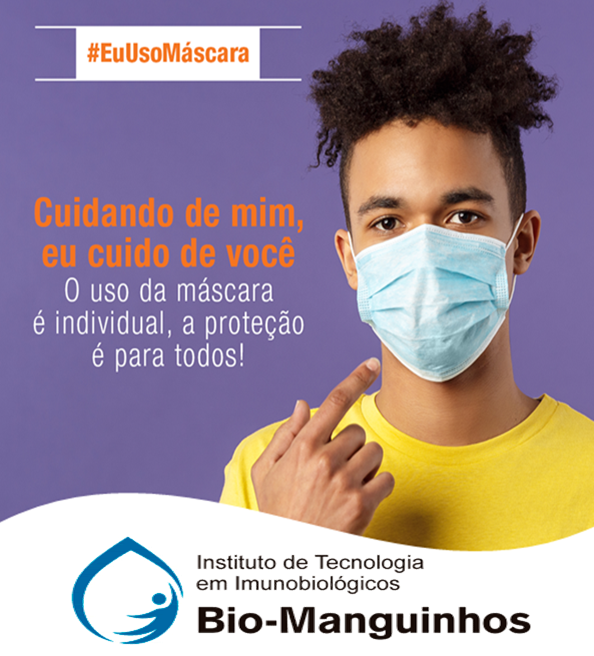 #EuUsoMáscara
Cuidando de mim,
eu cuido de você
O uso da máscara
é individual, a proteção
é para todos!
Instituto de Tecnologia
em Imunobiológicos
Bio-Manguinhos